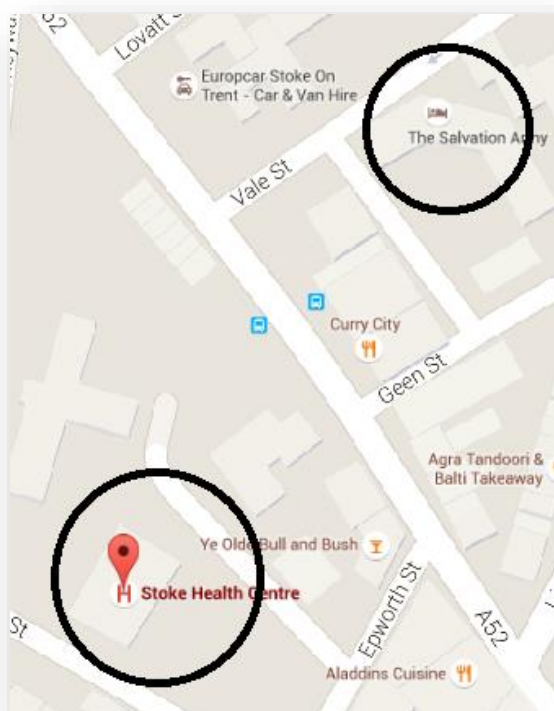 52
Lovatt S
Europcar Stoke On
Trent - Car & Van Hire
The Salvation Army
Vale St
Curry City
Geen St
Agra Tandoori &
Balti Takeaway
Ye Olde Bull and Bush
Stoke Health Centre
St
Epworth St
A52
Aladdins Cuisine